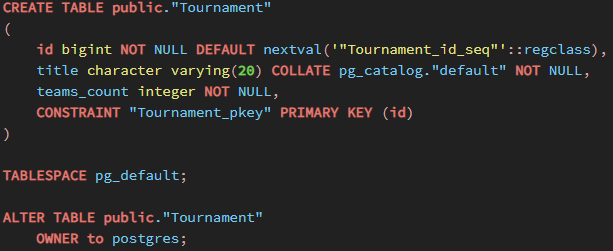 CREATE TABLE public."Tournament"
(
    id bigint NOT NULL DEFAULT nextval('"Tournament_id_seq"'::regclass),
    title character varying(20) COLLATE pg_catalog."default" NOT NULL,
    teams_count integer NOT NULL,
    CONSTRAINT "Tournament_pkey" PRIMARY KEY (id)
)

TABLESPACE pg_default;

ALTER TABLE public."Tournament"
    OWNER to postgres;